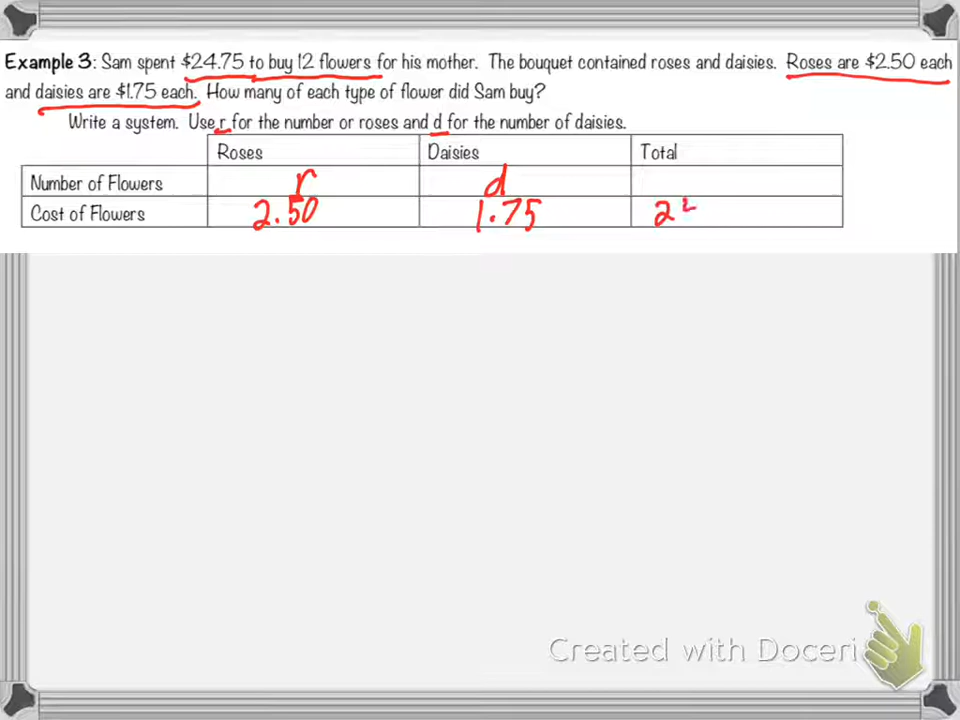 Example 3: Sam spent $24.75 to buy 12 flowers for his mother. The bouquet contained roses and daisies. Roses are $2.50 each
and daisies are $1.75 each. How many of each type of flower did Sam buy?
Write a system. Use r for the number or roses and d for the number of daisies.
Roses Daisies Total
Number of Flowers r d
Cost of Flowers 2.50 1.75 2
Created with Doceri